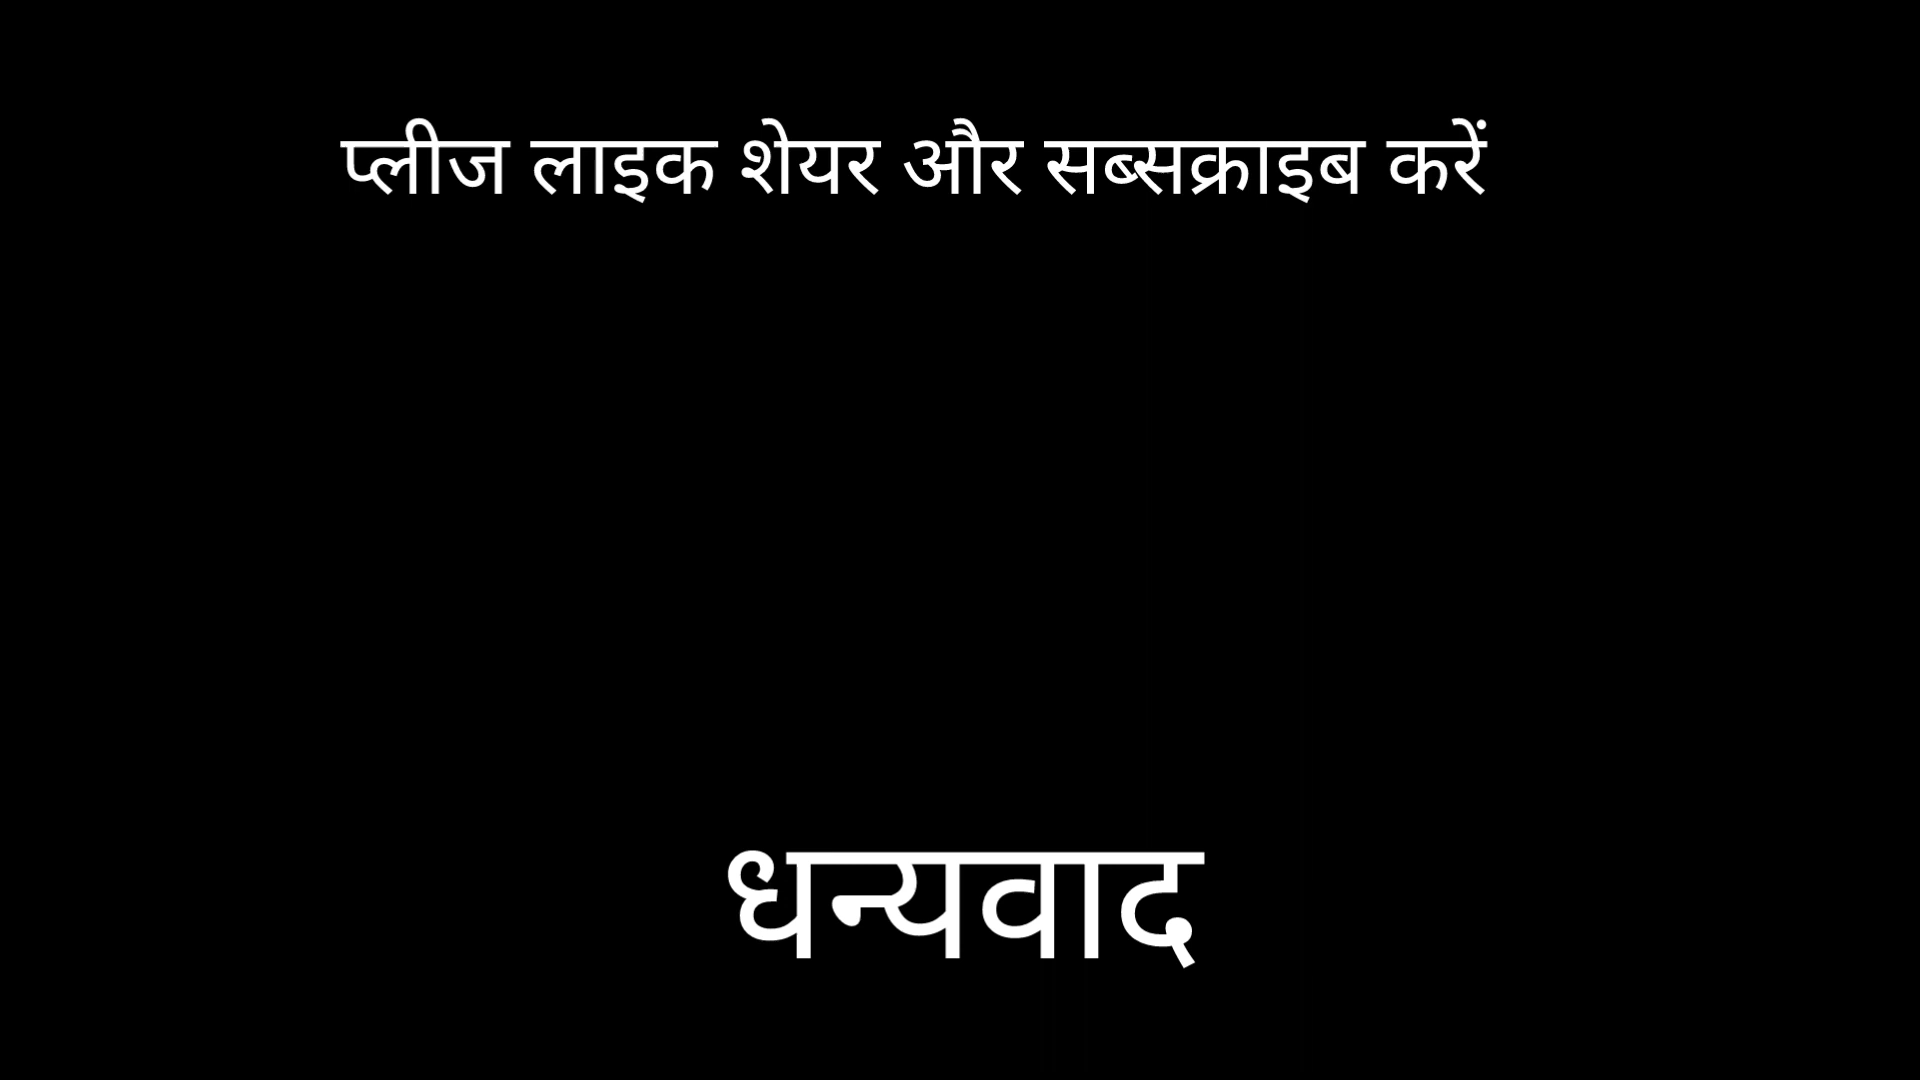 प्लीज लाइक शेयर और सब्सक्राइब करें
धन्यवाद